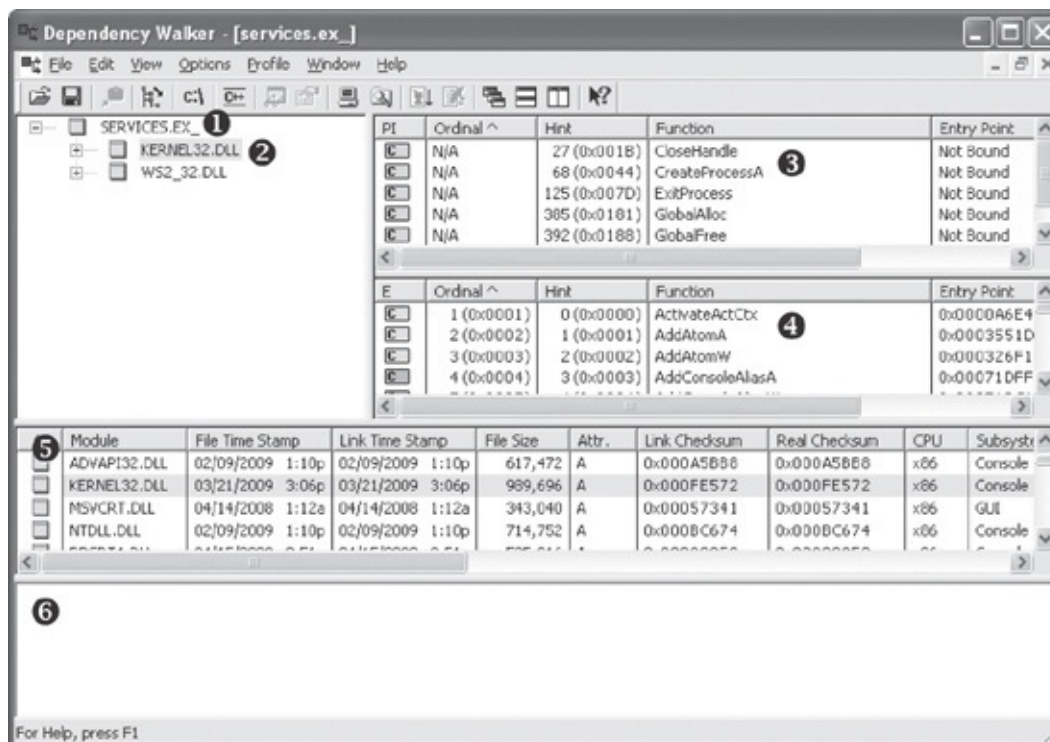 Dependency Walker - [services.ex_]
File Edit View Options Profile Window Help
SERVICES.EX_ ❶
KERNEL32.DLL ❷
WS2_32.DLL
PI Ordinal ^ Hint Function Entry Point
C N/A 27 (0x001B) CloseHandle Not Bound
C N/A 68 (0x0044) CreateProcessA ❸ Not Bound
C N/A 125 (0x007D) ExitProcess Not Bound
C N/A 385 (0x0181) GlobalAlloc Not Bound
C N/A 392 (0x0188) GlobalFree Not Bound
E Ordinal ^ Hint Function Entry Point
C 1 (0x0001) 0 (0x0000) ActivateActCtx 0x0000A6E4
C 2 (0x0002) 1 (0x0001) AddAtomA ❹ 0x0003551D
C 3 (0x0003) 2 (0x0002) AddAtomW 0x000326F1
C 4 (0x0004) 3 (0x0003) AddConsoleAliasA 0x00071DFF
❺ Module File Time Stamp Link Time Stamp File Size Attr. Link Checksum Real Checksum CPU Subsyste
ADVAPI32.DLL 02/09/2009 1:10p 02/09/2009 1:10p 617,472 A 0x000A5BB8 0x000A5BB8 x86 Console
KERNEL32.DLL 03/21/2009 3:06p 03/21/2009 3:06p 989,696 A 0x000FE572 0x000FE572 x86 Console
MSVCRT.DLL 04/14/2008 1:12a 04/14/2008 1:12a 343,040 A 0x00057341 0x00057341 x86 GUI
NTDLL.DLL 02/09/2009 1:10p 02/09/2009 1:10p 714,752 A 0x000BC674 0x000BC674 x86 Console
❻
For Help, press F1